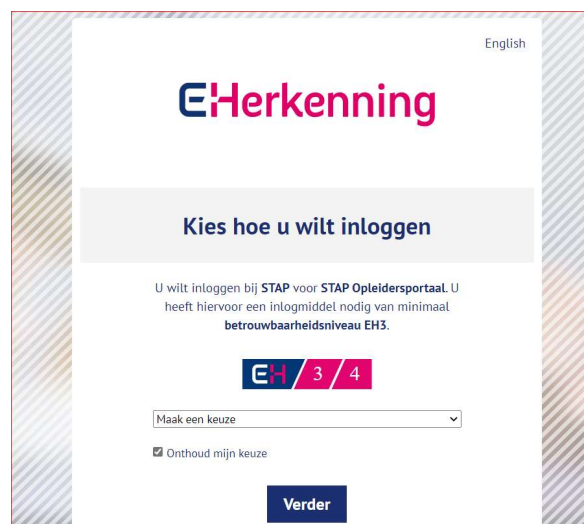 English
EHerkenning
Kies hoe u wilt inloggen
U wilt inloggen bij STAP voor STAP Opleidersportaal. U
heeft hiervoor een inlogmiddel nodig van minimaal
betrouwbaarheidsniveau EH3.
EH/3/4
Maak een keuze
Onthoud mijn keuze
Verder